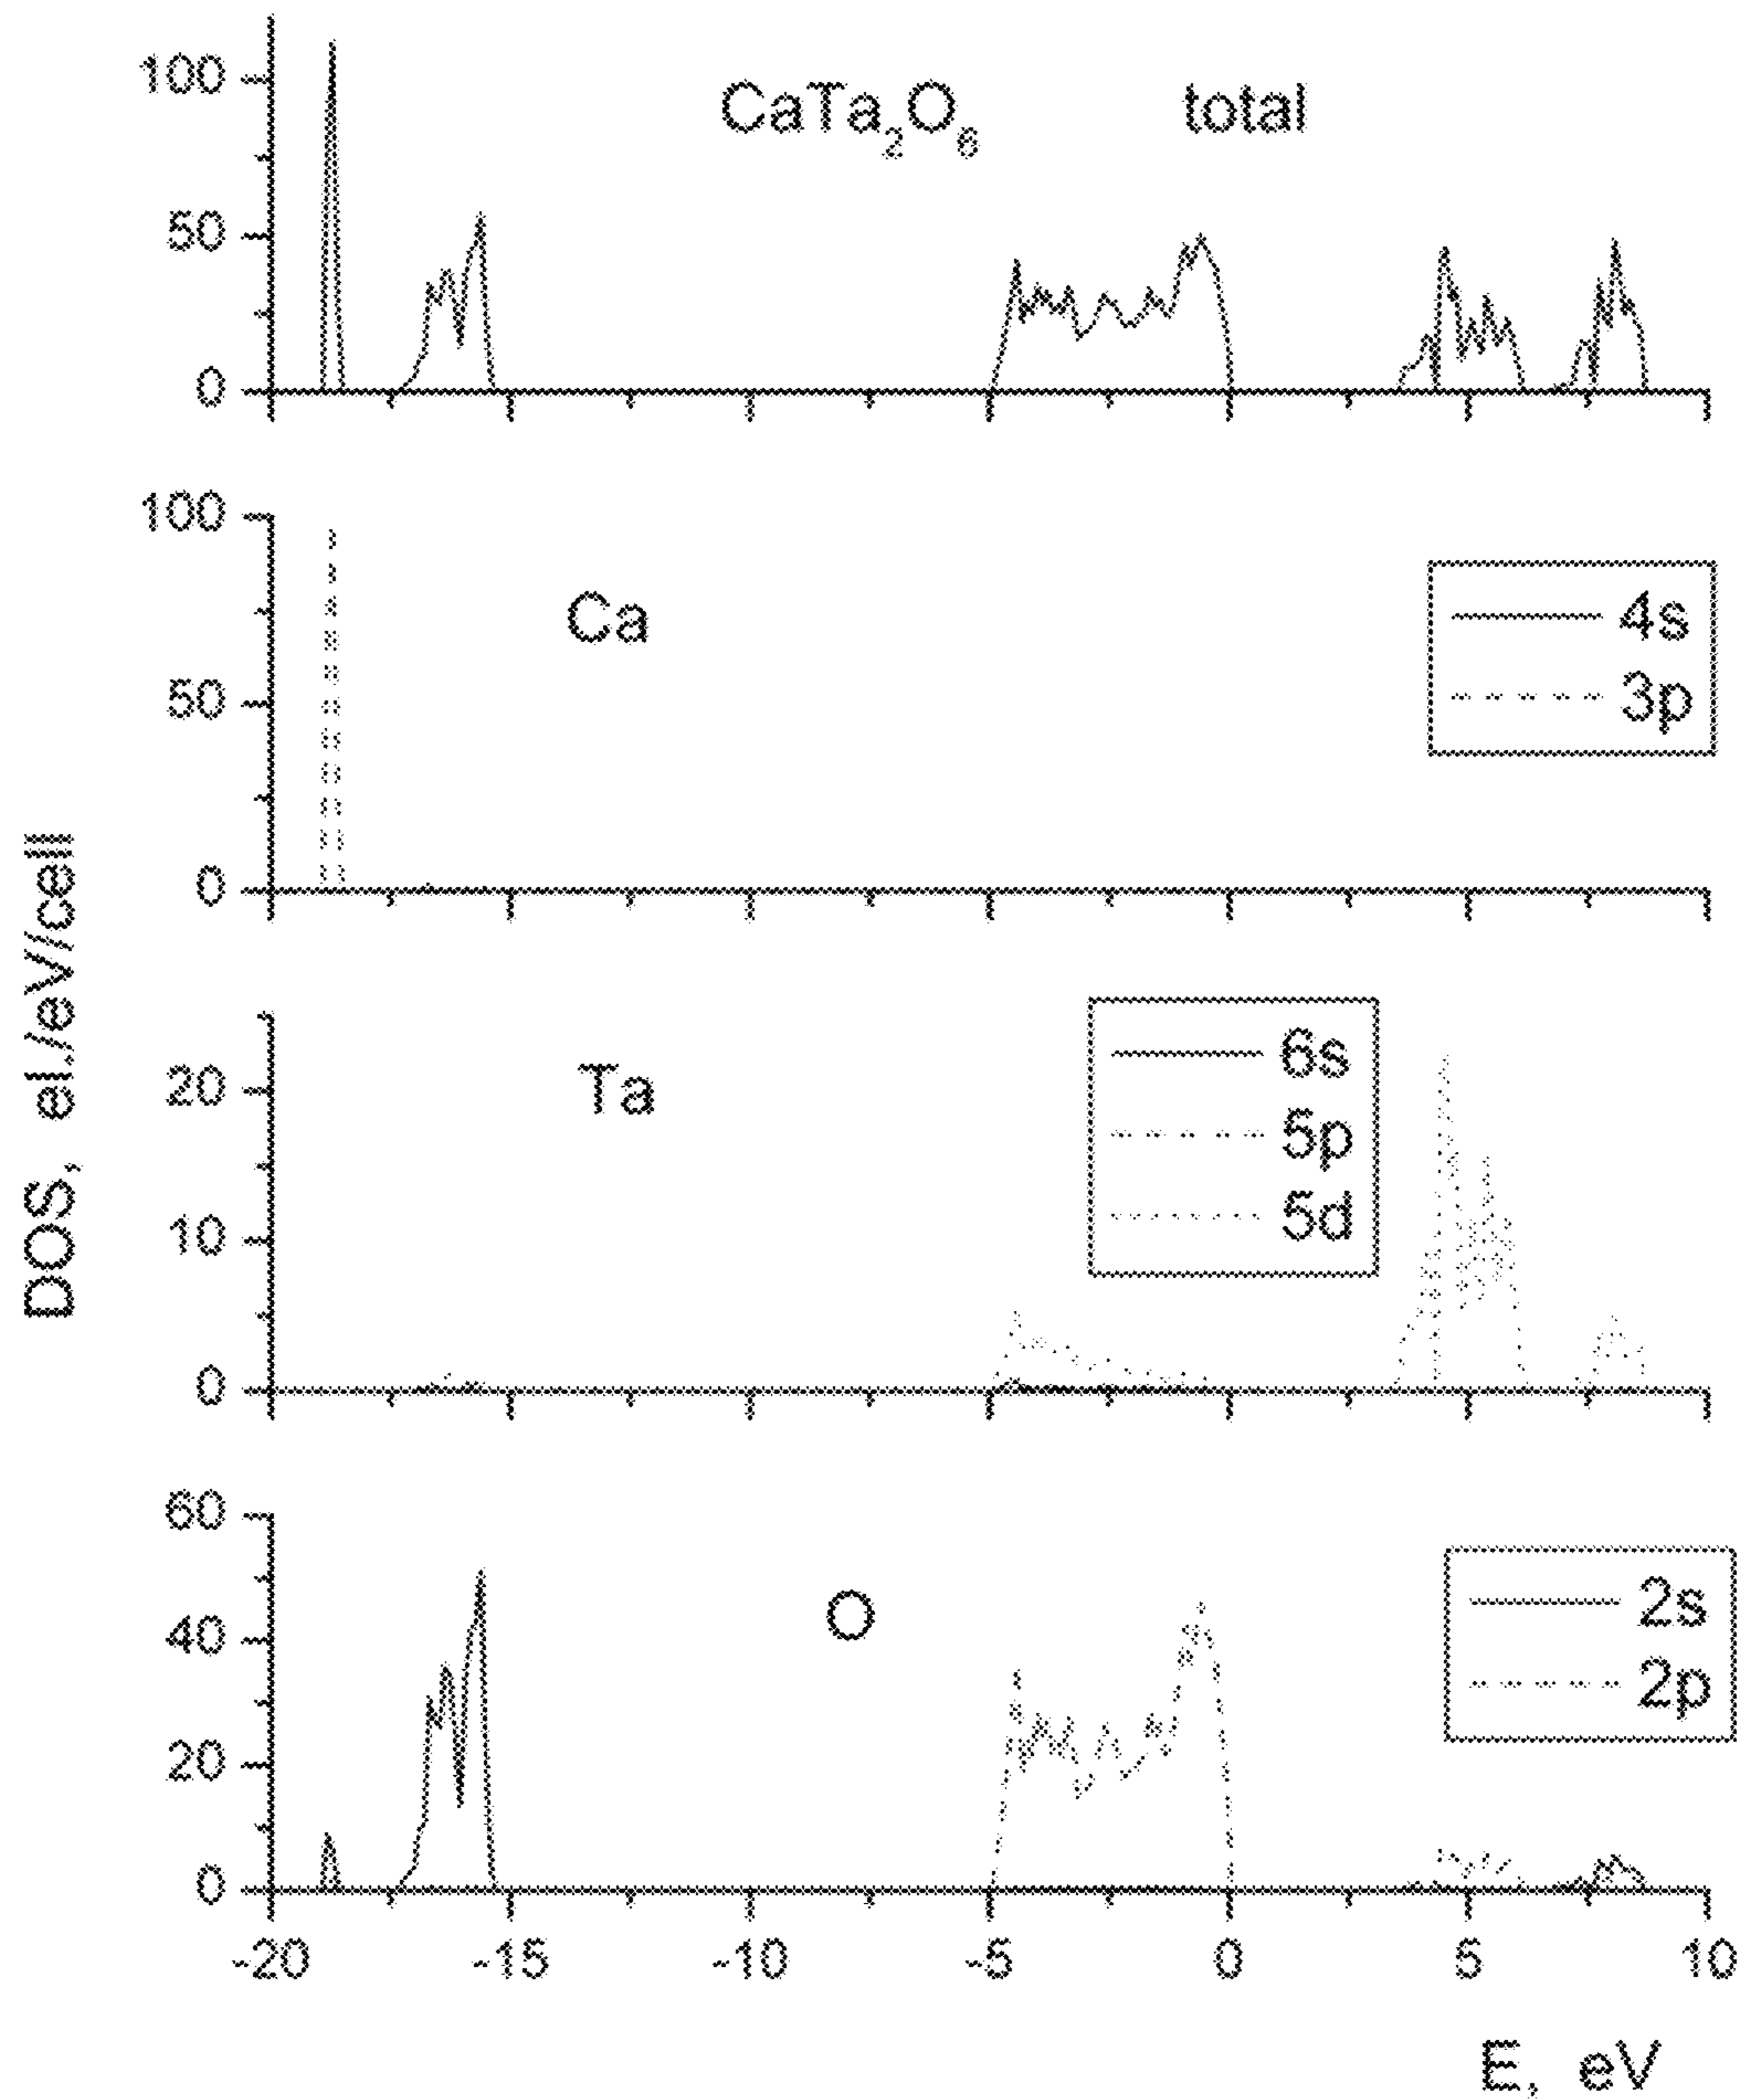 CaTa₂O₆ total
100
50
0
Ca
4s
3p
100
50
0
DOS, el./eV/cell
Ta
6s
5p
5d
20
10
0
O
2s
2p
60
40
20
0
-20 -15 -10 -5 0 5 10
E, eV